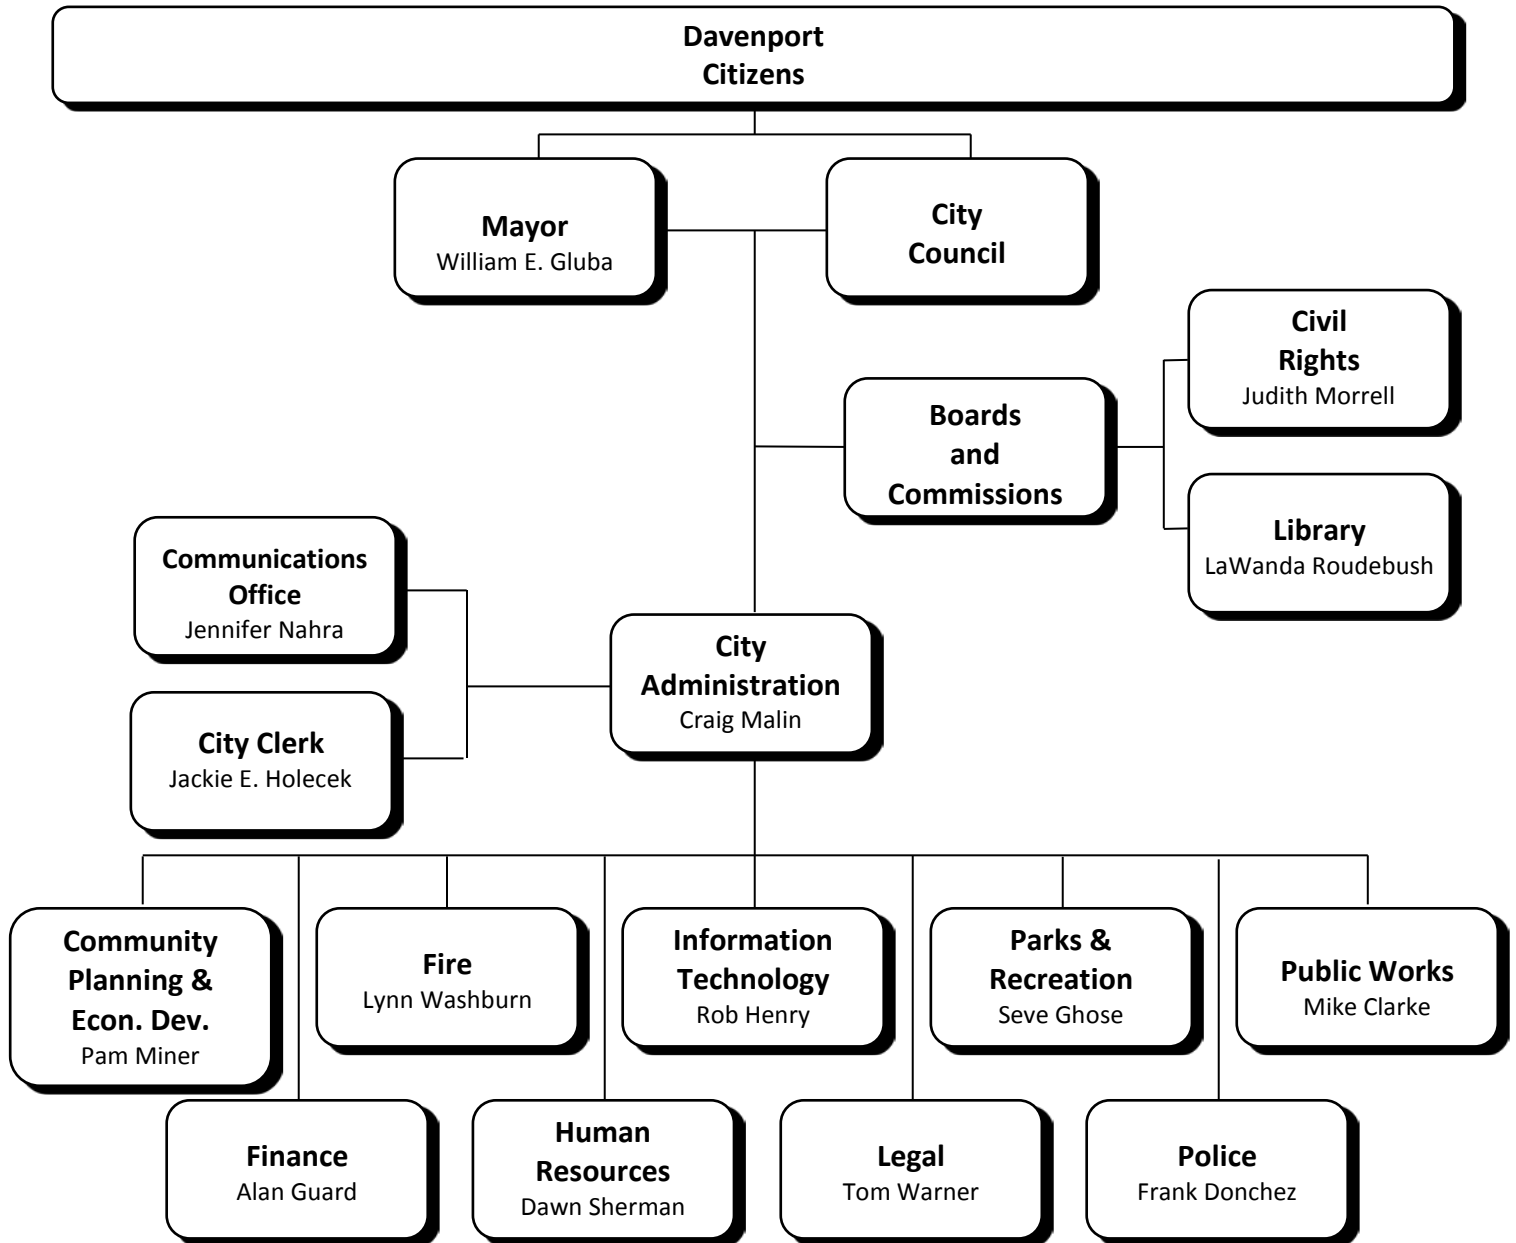 Davenport
Citizens
Mayor
William E. Gluba
City
Council
Civil
Rights
Judith Morrell
Boards
and
Commissions
Library
LaWanda Roudebush
Communications
Office
Jennifer Nahra
City
Administration
Craig Malin
City Clerk
Jackie E. Holecek
Community
Planning &
Econ. Dev.
Pam Miner
Fire
Lynn Washburn
Information
Technology
Rob Henry
Parks &
Recreation
Seve Ghose
Public Works
Mike Clarke
Finance
Alan Guard
Human
Resources
Dawn Sherman
Legal
Tom Warner
Police
Frank Donchez